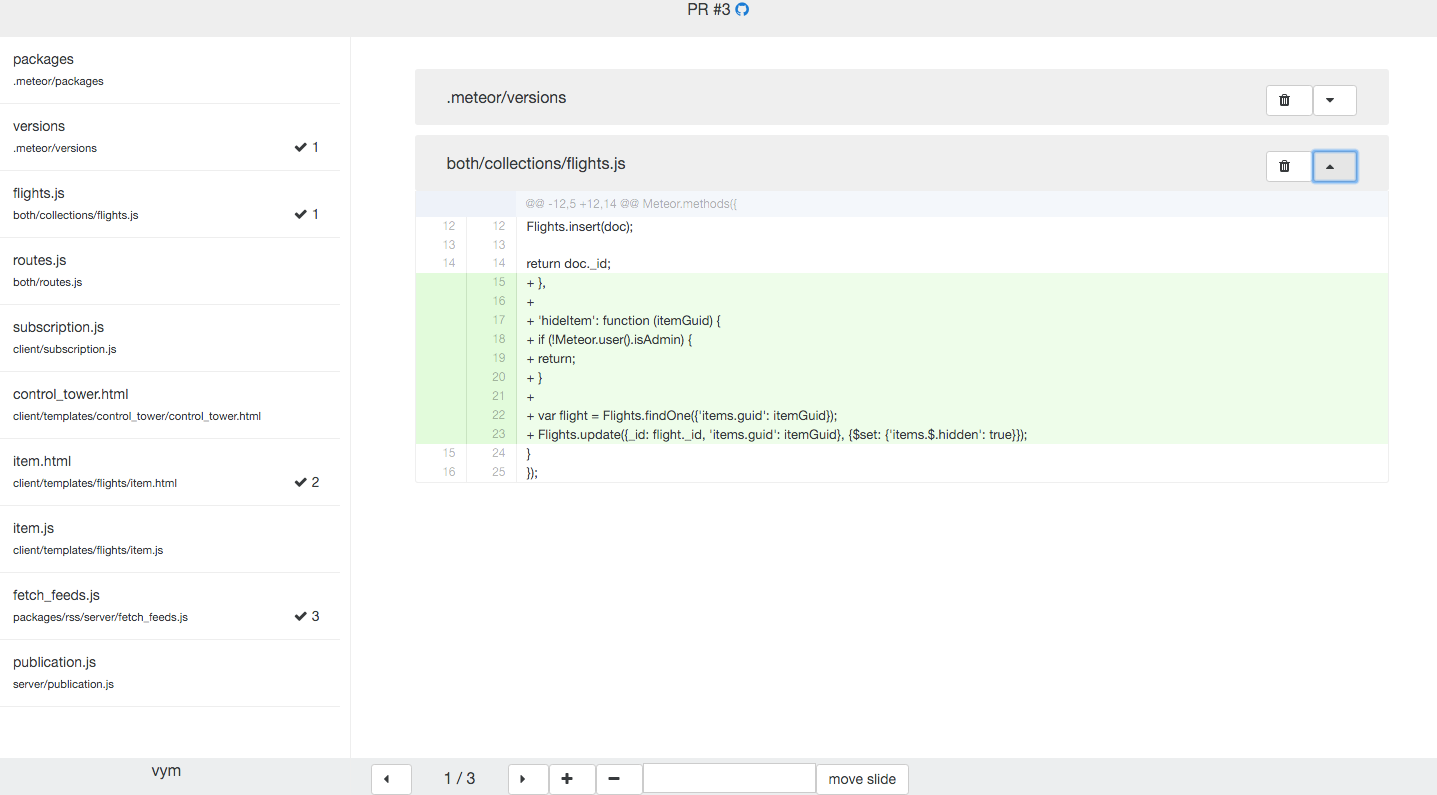 PR #3
packages
.meteor/packages
versions
.meteor/versions
1
flights.js
both/collections/flights.js
1
routes.js
both/routes.js
subscription.js
client/subscription.js
control_tower.html
client/templates/control_tower/control_tower.html
item.html
client/templates/flights/item.html
2
item.js
client/templates/flights/item.js
fetch_feeds.js
packages/rss/server/fetch_feeds.js
3
publication.js
server/publication.js
.meteor/versions
both/collections/flights.js
@@ -12,5 +12,14 @@ Meteor.methods({
12 12 Flights.insert(doc);
13 13
14 14 return doc._id;
15 + },
16 +
17 + 'hideItem': function (itemGuid) {
18 + if (!Meteor.user().isAdmin) {
19 + return;
20 + }
21 +
22 + var flight = Flights.findOne({'items.guid': itemGuid});
23 + Flights.update({_id: flight._id, 'items.guid': itemGuid}, {$set: {'items.$.hidden': true}});
15 24 }
16 25 });
vym
1 / 3
move slide